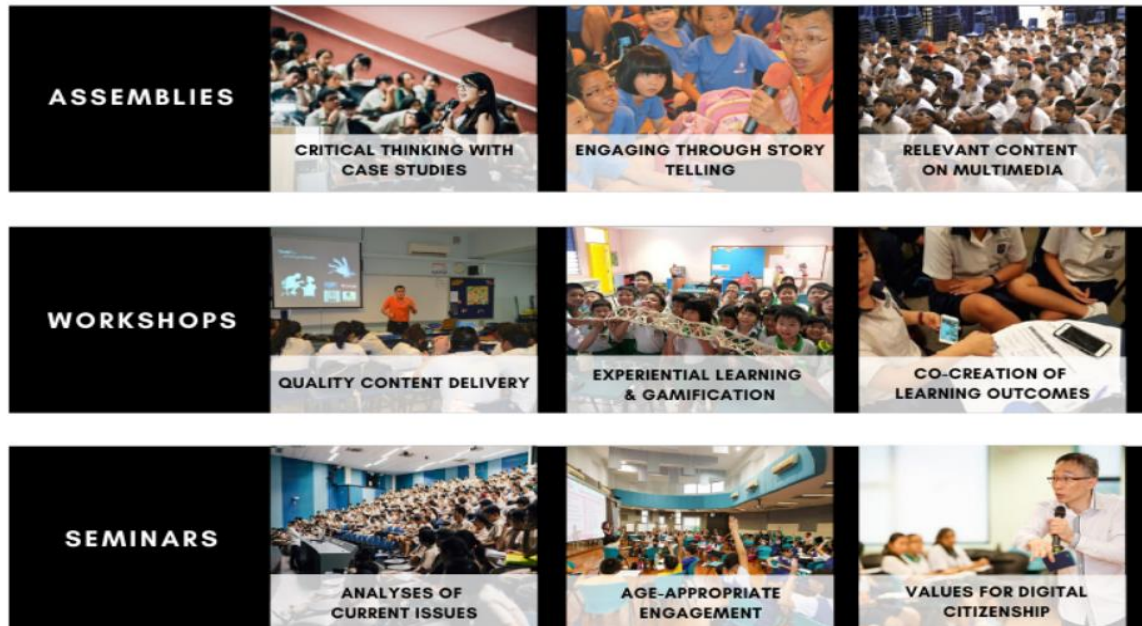 ASSEMBLIES
CRITICAL THINKING WITH
CASE STUDIES
ENGAGING THROUGH STORY
TELLING
RELEVANT CONTENT
ON MULTIMEDIA
WORKSHOPS
QUALITY CONTENT DELIVERY
EXPERIENTIAL LEARNING
& GAMIFICATION
CO-CREATION OF
LEARNING OUTCOMES
SEMINARS
ANALYSES OF
CURRENT ISSUES
AGE-APPROPRIATE
ENGAGEMENT
VALUES FOR DIGITAL
CITIZENSHIP